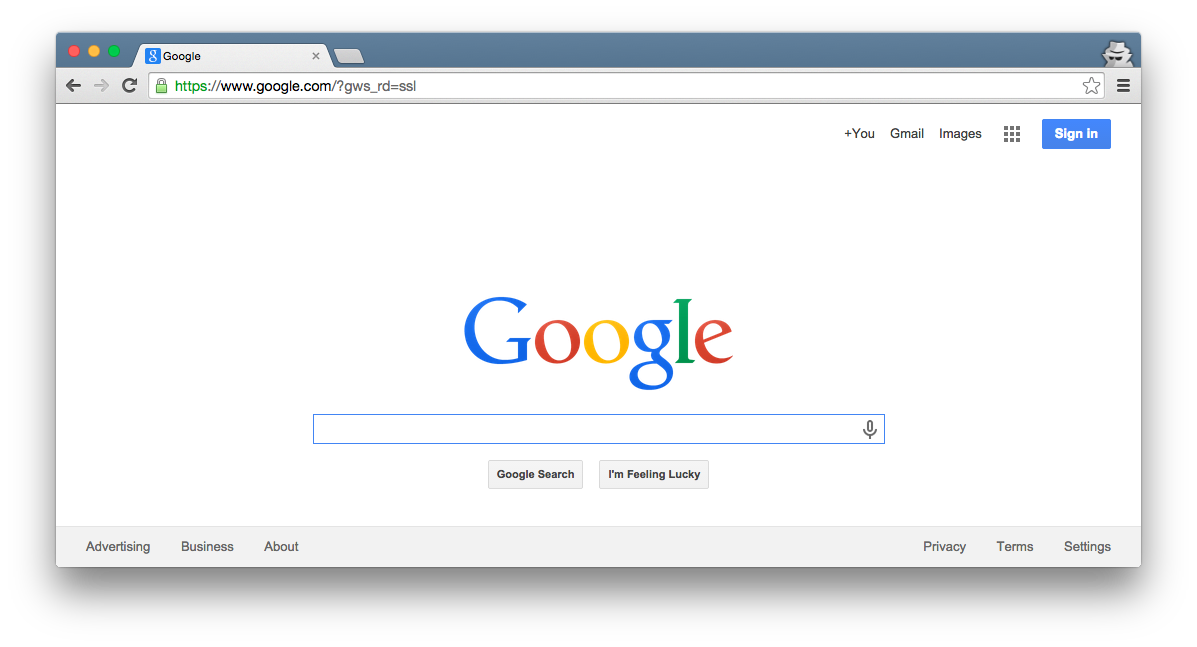 Google
https://www.google.com/?gws_rd=ssl
+You Gmail Images Sign in
Google
Google Search I'm Feeling Lucky
Advertising Business About Privacy Terms Settings